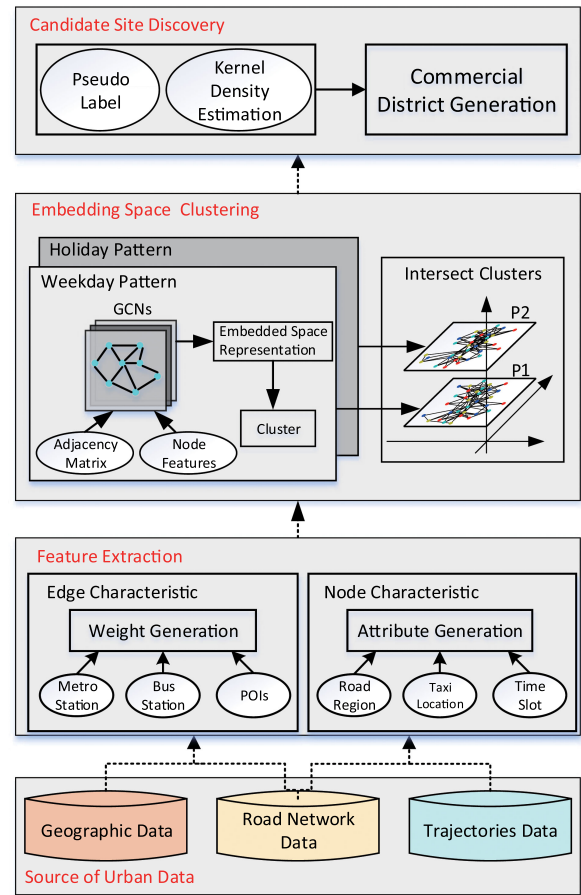 Candidate Site Discovery
Pseudo
Label
Kernel
Density
Estimation
Commercial
District Generation
Embedding Space Clustering
Holiday Pattern
Weekday Pattern
GCNs
Embedded Space
Representation
Cluster
Adjacency
Matrix
Node
Features
Intersect Clusters
P2
P1
Feature Extraction
Edge Characteristic
Weight Generation
Metro
Station
Bus
Station
POIs
Node Characteristic
Attribute Generation
Road
Region
Taxi
Location
Time
Slot
Geographic Data
Road Network
Data
Trajectories Data
Source of Urban Data